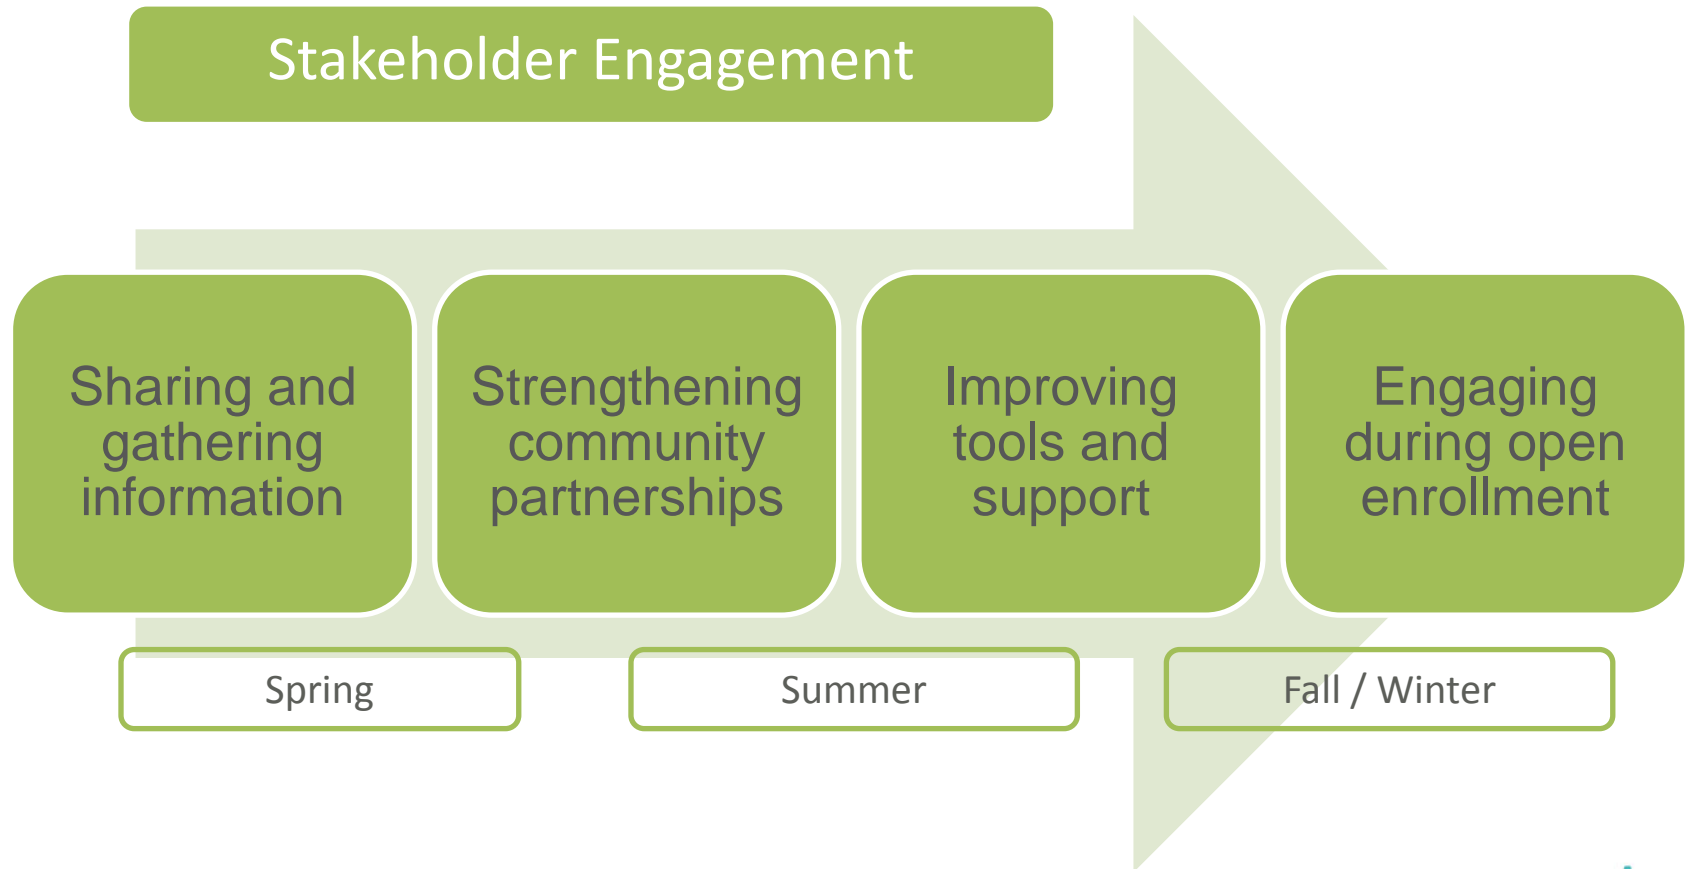 Stakeholder Engagement
Sharing and
gathering
information
Strengthening
community
partnerships
Improving
tools and
support
Engaging
during open
enrollment
Spring
Summer
Fall / Winter